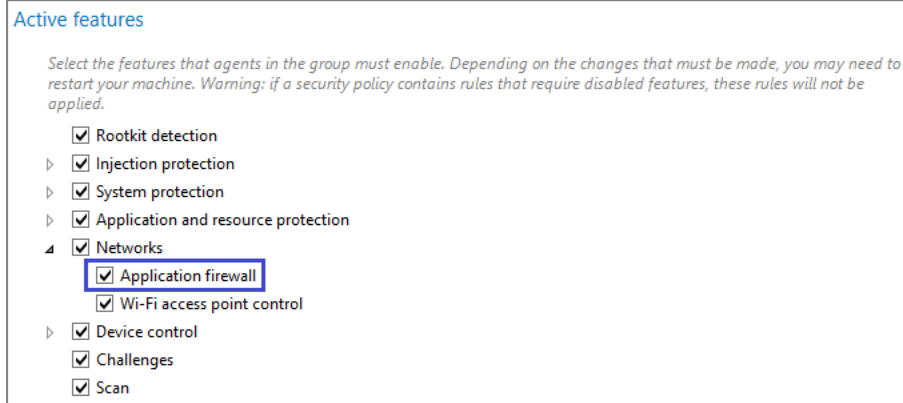 Active features
Select the features that agents in the group must enable. Depending on the changes that must be made, you may need to
restart your machine. Warning: if a security policy contains rules that require disabled features, these rules will not be
applied.
Rootkit detection
Injection protection
System protection
Application and resource protection
Networks
Application firewall
Wi-Fi access point control
Device control
Challenges
Scan